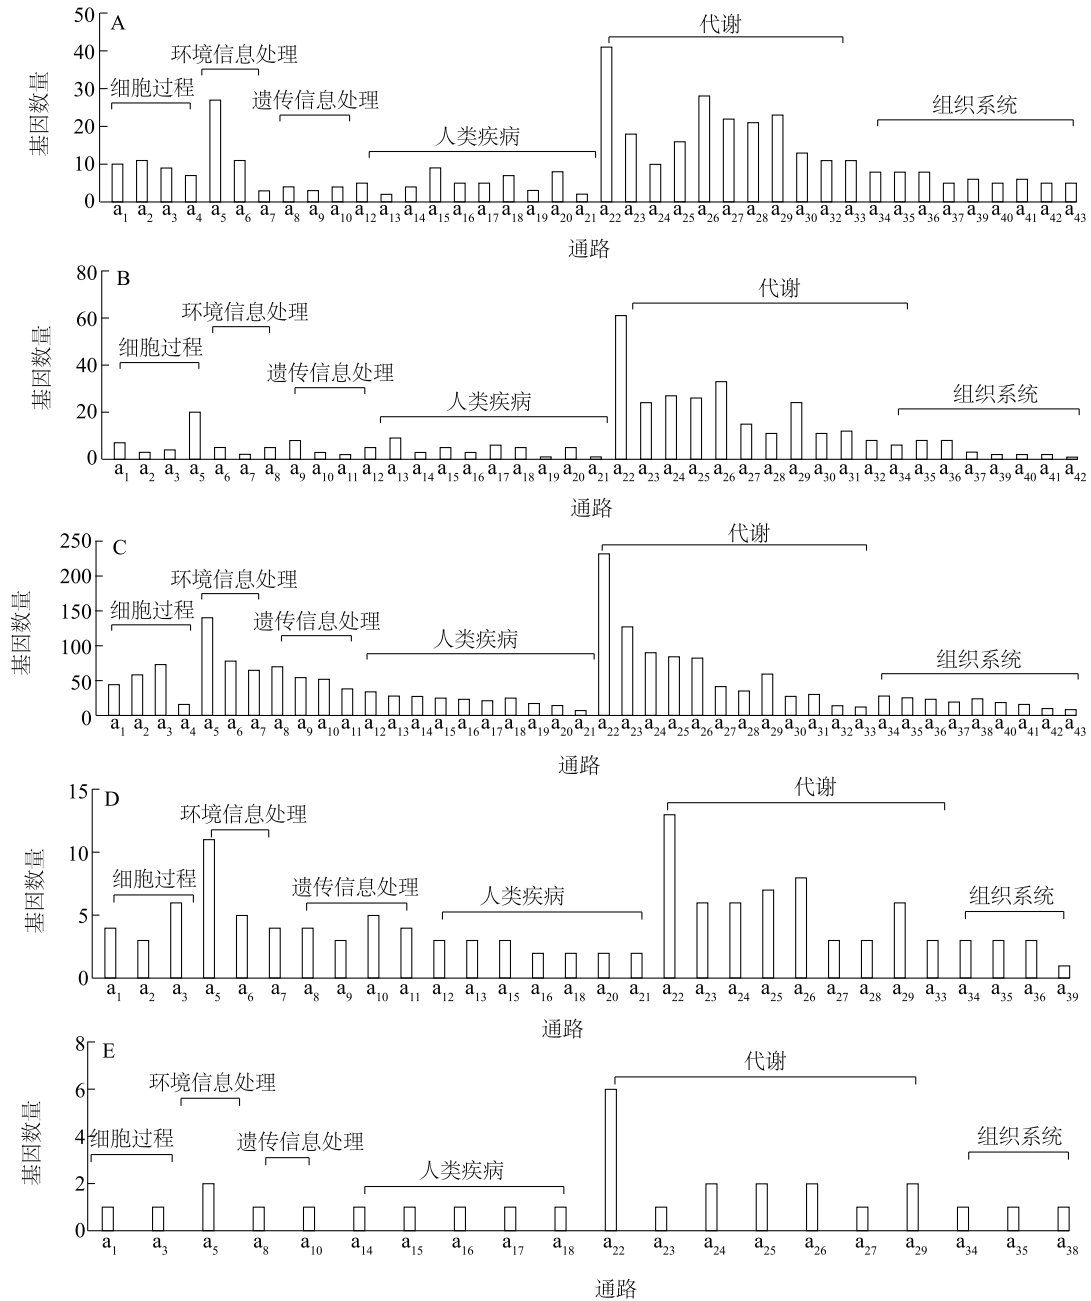 A
基因数量
50
40
30
20
10
0
细胞过程
环境信息处理
遗传信息处理
人类疾病
代谢
组织系统
a1 a2 a3 a4 a5 a6 a7 a8 a9 a10 a12 a13 a14 a15 a16 a17 a18 a19 a20 a21 a22 a23 a24 a25 a26 a27 a28 a29 a30 a32 a33 a34 a35 a36 a37 a39 a40 a41 a42 a43
通路
B
基因数量
80
60
40
20
0
细胞过程
环境信息处理
遗传信息处理
人类疾病
代谢
组织系统
a1 a2 a3 a5 a6 a7 a8 a9 a10 a11 a12 a13 a14 a15 a16 a17 a18 a19 a20 a21 a22 a23 a24 a25 a26 a27 a28 a29 a30 a31 a32 a34 a35 a36 a37 a39 a40 a41 a42
通路
C
基因数量
250
200
150
100
50
0
细胞过程
环境信息处理
遗传信息处理
人类疾病
代谢
组织系统
a1 a2 a3 a4 a5 a6 a7 a8 a9 a10 a11 a12 a13 a14 a15 a16 a17 a18 a19 a20 a21 a22 a23 a24 a25 a26 a27 a28 a29 a30 a31 a32 a33 a34 a35 a36 a37 a38 a40 a41 a42 a43
通路
D
基因数量
15
10
5
0
细胞过程
环境信息处理
遗传信息处理
人类疾病
代谢
组织系统
a1 a2 a3 a5 a6 a7 a8 a9 a10 a11 a12 a13 a15 a16 a18 a20 a21 a22 a23 a24 a25 a26 a27 a28 a29 a33 a34 a35 a36 a39
通路
E
基因数量
8
6
4
2
0
细胞过程
环境信息处理
遗传信息处理
人类疾病
代谢
组织系统
a1 a3 a5 a8 a10 a14 a15 a16 a17 a18 a22 a23 a24 a25 a26 a27 a29 a34 a35 a38
通路